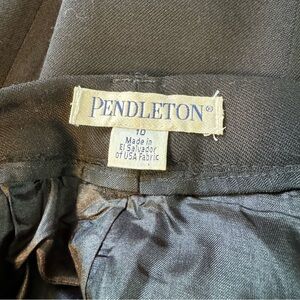 PENDLETON®
10
Made in
El Salvador
of USA Fabric